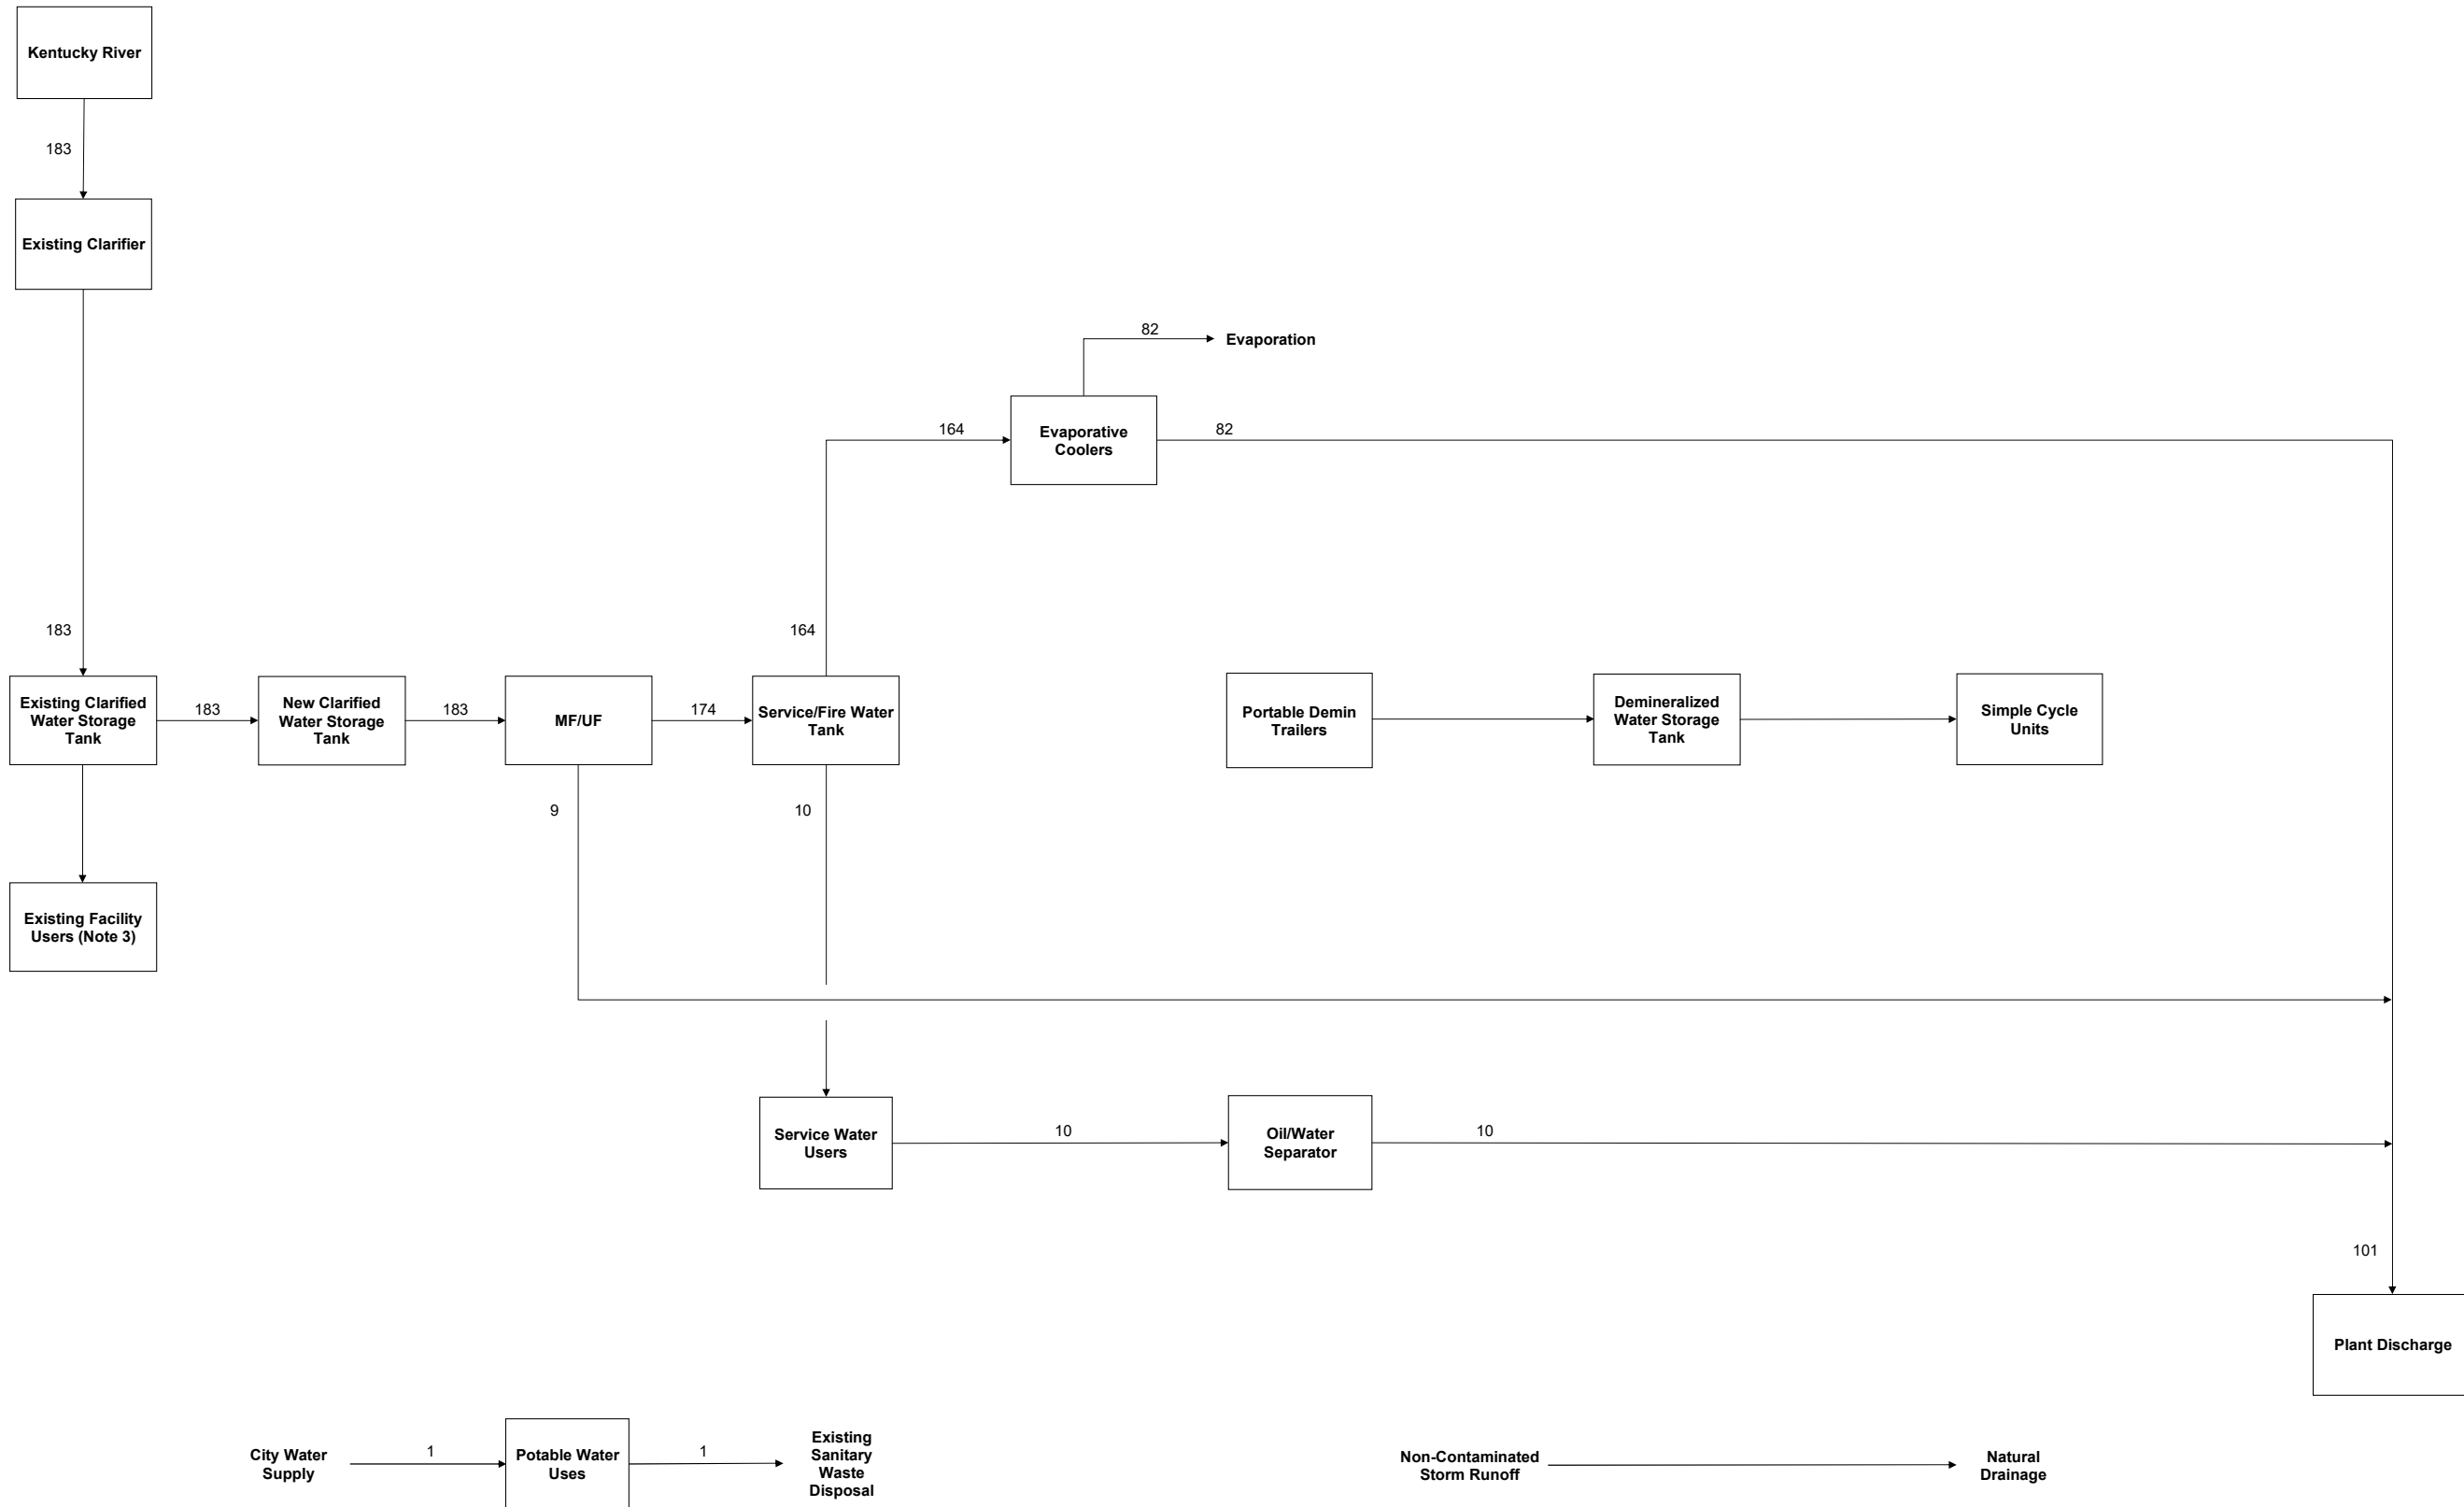 Kentucky River
183
Existing Clarifier
82
Evaporation
164
Evaporative
Coolers
82
183
164
Existing Clarified
Water Storage
Tank
183
New Clarified
Water Storage
Tank
183
MF/UF
174
Service/Fire Water
Tank
Portable Demin
Trailers
Demineralized
Water Storage
Tank
Simple Cycle
Units
9
10
Existing Facility
Users (Note 3)
Service Water
Users
10
Oil/Water
Separator
10
101
Plant Discharge
City Water
Supply
1
Potable Water
Uses
1
Existing
Sanitary
Waste
Disposal
Non-Contaminated
Storm Runoff
Natural
Drainage